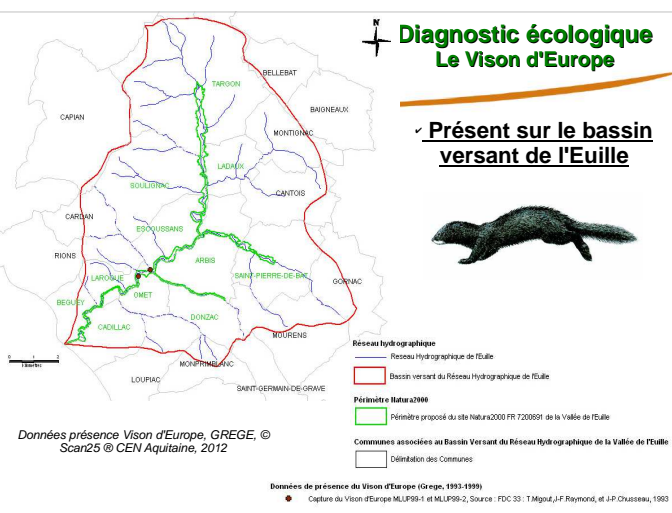 Diagnostic écologique
Le Vison d'Europe
✔ Présent sur le bassin
versant de l'Euille
N
TARGON
BELLEBAT
BAIGNEAUX
CAPIAN
MONTIGNAC
LADAUX
SOULIGNAC
CANTOIS
CARDAN
ESCOUSSANS
RIONS
ARBIS
LAROQUE
SAINT-PIERRE-DE-BAT
GORNAC
OMET
BEGUEY
DONZAC
CADILLAC
MOURENS
MONPRIMBLANC
LOUPIAC
SAINT-GERMAIN-DE-GRAVE
0 1 2
kilomètres
Réseau hydrographique
Reseau Hydrographique de l'Euille
Bassin versant du Réseau Hydrographique de l'Euille
Périmètre Natura2000
Périmètre proposé du site Natura2000 FR 7200691 de la Vallée de l'Euille
Communes associées au Bassin Versant du Réseau Hydrographique de la Vallée de l'Euille
Délimitation des Communes
Données présence Vison d'Europe, GREGE, ©
Scan25 ® CEN Aquitaine, 2012
Données de présence du Vison d'Europe (Grege, 1993-1999)
Capture du Vison d'Europe MLUP99-1 et MLUP99-2, Source : FDC 33 : T.Migout,J-F.Reymond, et J-P.Chusseau, 1993